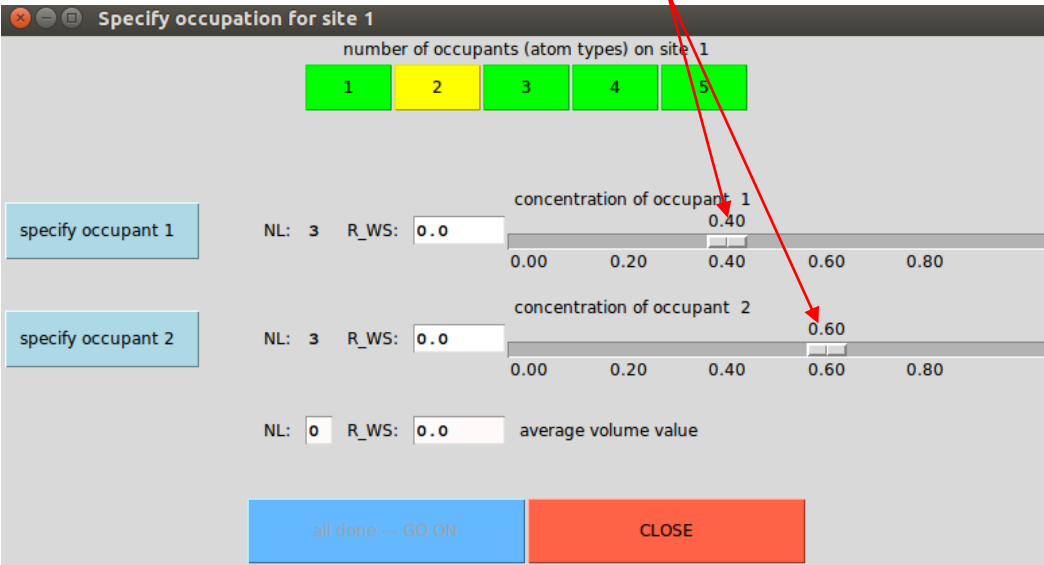 Specify occupation for site 1
number of occupants (atom types) on site 1
1 2 3 4 5
concentration of occupant 1
0.40
specify occupant 1 NL: 3 R_WS: 0.0
0.00 0.20 0.40 0.60 0.80
concentration of occupant 2
0.60
specify occupant 2 NL: 3 R_WS: 0.0
0.00 0.20 0.40 0.60 0.80
NL: 0 R_WS: 0.0 average volume value
all done -- GO ON CLOSE